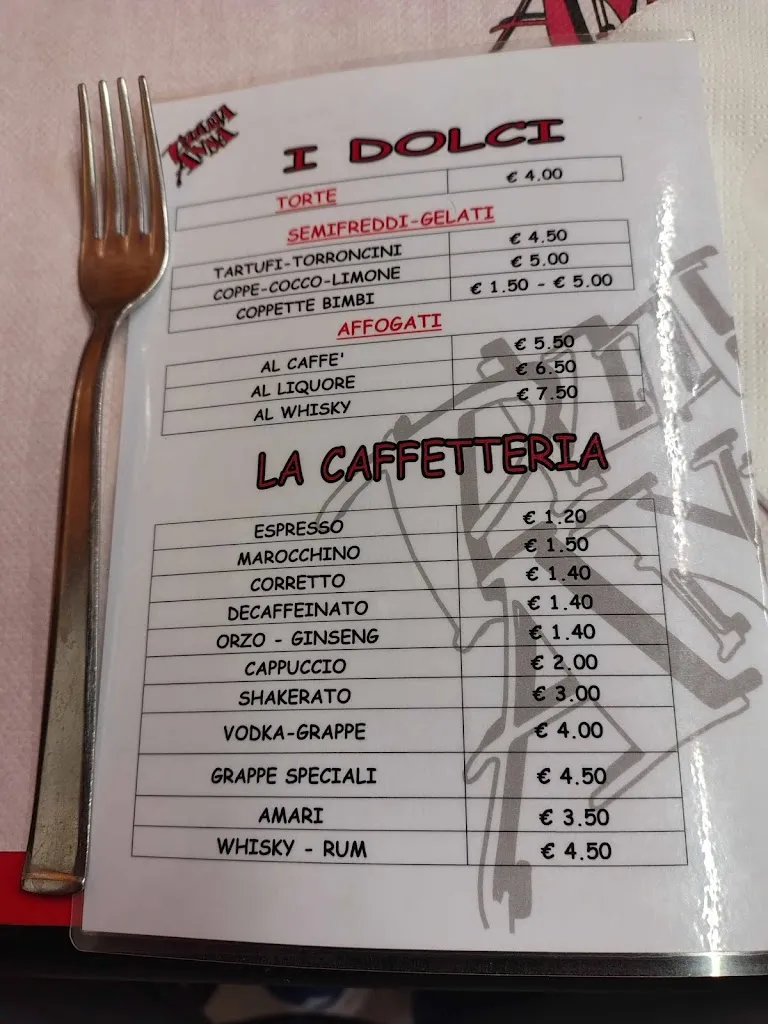 I DOLCI
TORTE € 4.00
SEMIFREDDI-GELATI
TARTUFI-TORRONCINI € 4.50
COPPE-COCCO-LIMONE € 5.00
COPPETTE BIMBI € 1.50 - € 5.00
AFFOGATI
AL CAFFE' € 5.50
AL LIQUORE € 6.50
AL WHISKY € 7.50
LA CAFFETTERIA
ESPRESSO € 1.20
MAROCCHINO € 1.50
CORRETTO € 1.40
DECAFFEINATO € 1.40
ORZO - GINSENG € 1.40
CAPPUCCIO € 2.00
SHAKERATO € 3.00
VODKA-GRAPPE € 4.00
GRAPPE SPECIALI € 4.50
AMARI € 3.50
WHISKY - RUM € 4.50